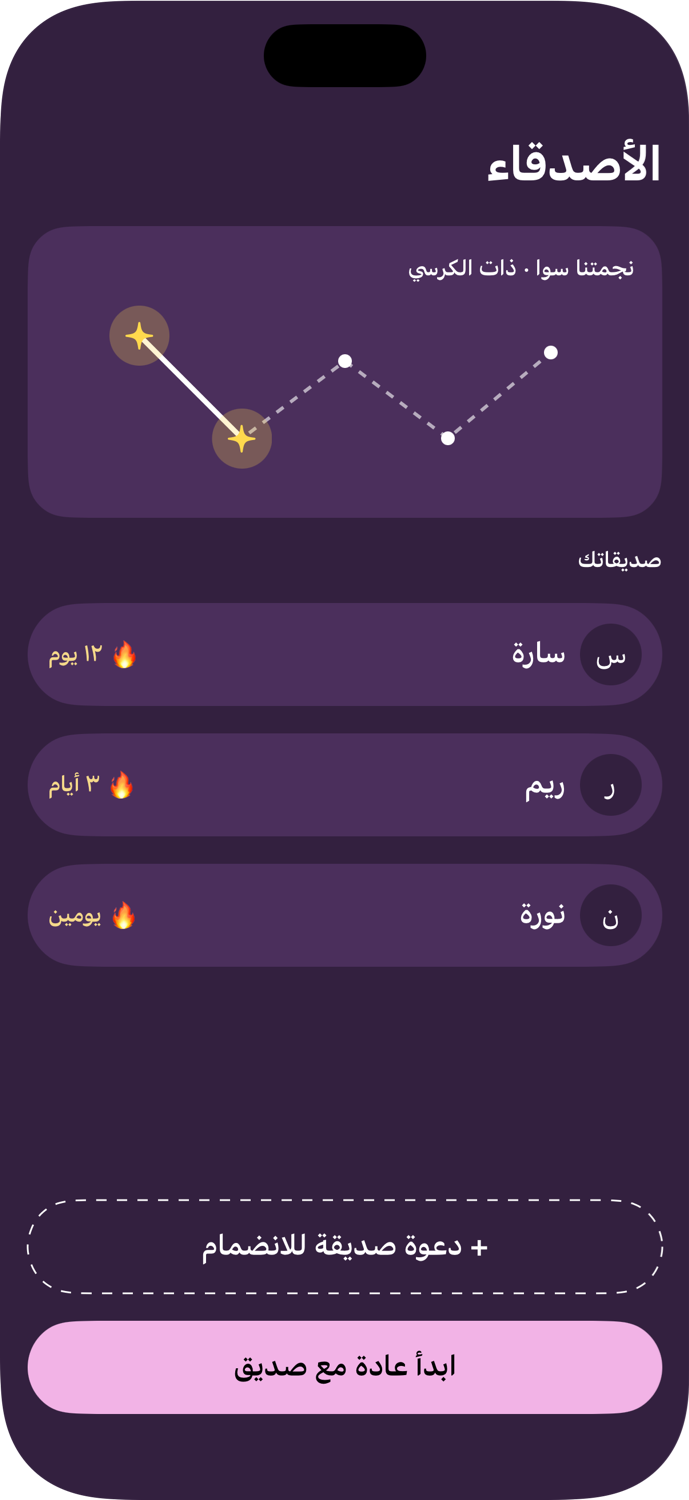 الأصدقاء
نجمتنا سوا · ذات الكرسي
صديقاتك
س سارة 🔥 ١٢ يوم
ر ريم 🔥 ٣ أيام
ن نورة 🔥 يومين
+ دعوة صديقة للانضمام
ابدأ عادة مع صديق